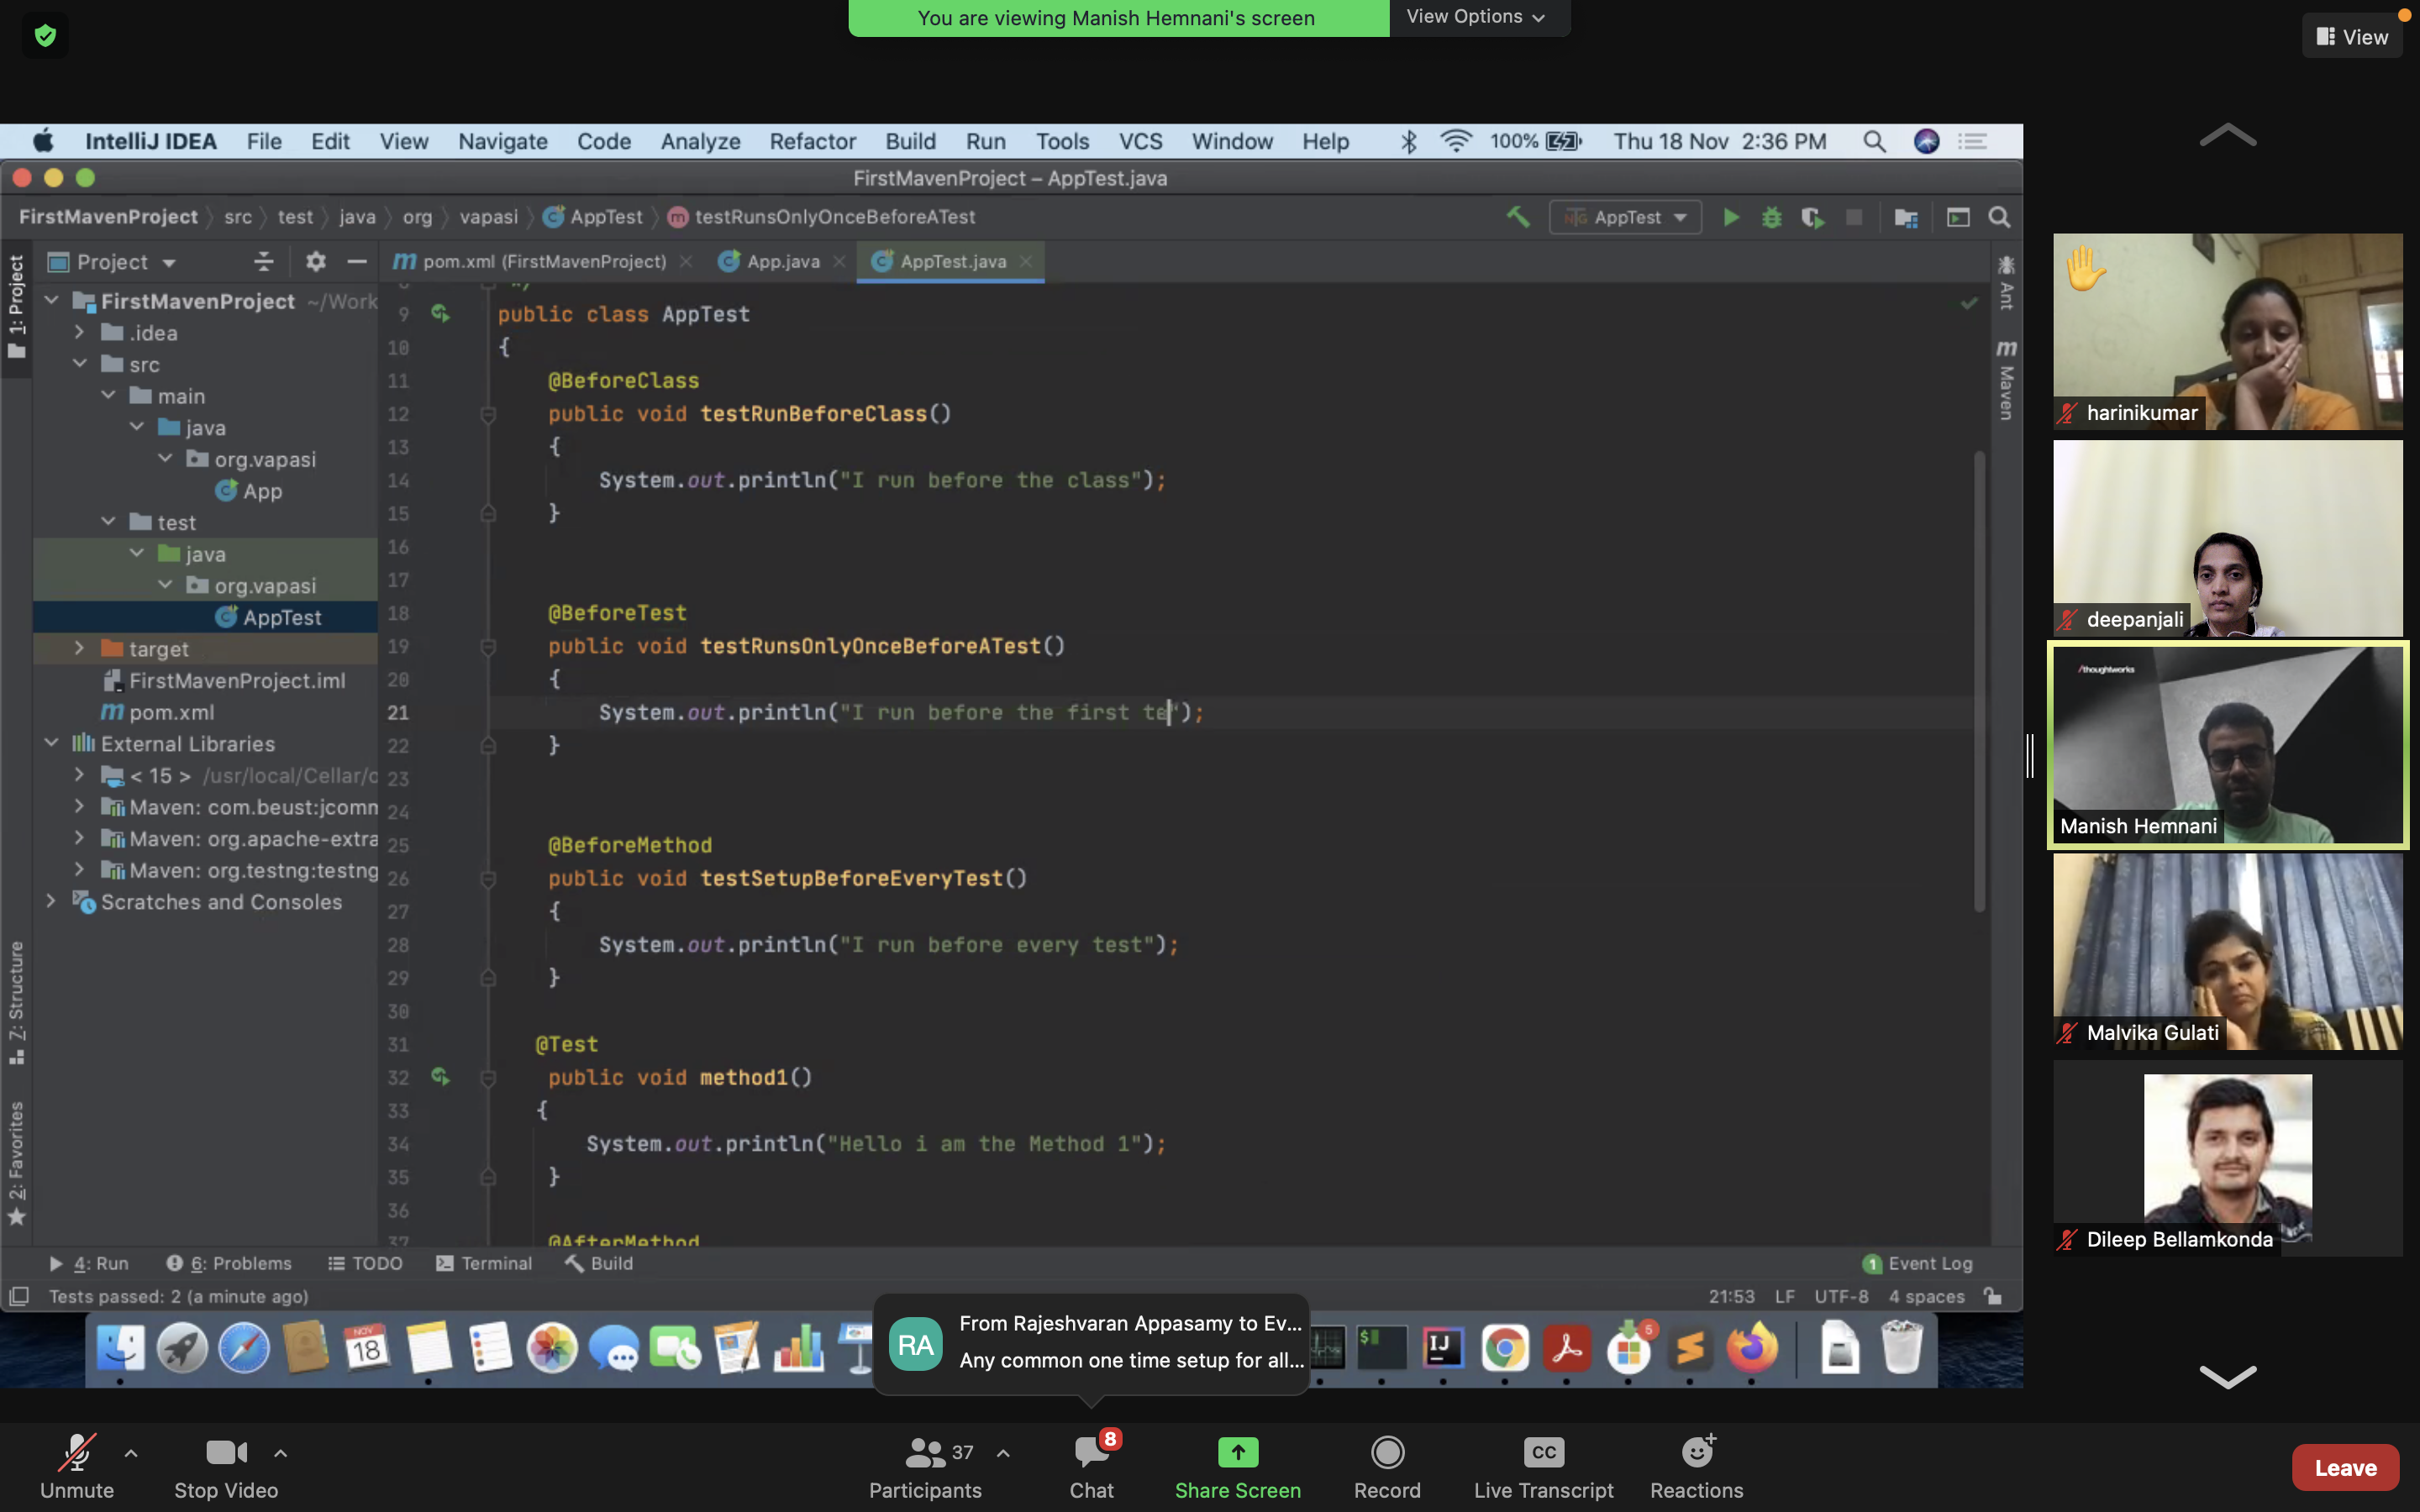 You are viewing Manish Hemnani's screen
View Options
View
IntelliJ IDEA File Edit View Navigate Code Analyze Refactor Build Run Tools VCS Window Help 100% Thu 18 Nov 2:36 PM
FirstMavenProject – AppTest.java
FirstMavenProject src test java org vapasi AppTest m testRunsOnlyOnceBeforeATest AppTest
Project
m pom.xml (FirstMavenProject) App.java AppTest.java
1: Project
7: Structure
2: Favorites
FirstMavenProject ~/Work
.idea
src
main
java
org.vapasi
App
test
java
org.vapasi
AppTest
target
FirstMavenProject.iml
m pom.xml
External Libraries
< 15 > /usr/local/Cellar/
Maven: com.beust:jcomm
Maven: org.apache-extra
Maven: org.testng:testng
Scratches and Consoles
*/
9 public class AppTest
10 {
11 @BeforeClass
12 public void testRunBeforeClass()
13 {
14 System.out.println("I run before the class");
15 }
16
17
18 @BeforeTest
19 public void testRunsOnlyOnceBeforeATest()
20 {
21 System.out.println("I run before the first te");
22 }
23
24
25 @BeforeMethod
26 public void testSetupBeforeEveryTest()
27 {
28 System.out.println("I run before every test");
29 }
30
31 @Test
32 public void method1()
33 {
34 System.out.println("Hello i am the Method 1");
35 }
36
37 @AfterMethod
Ant
m Maven
4: Run 6: Problems TODO Terminal Build 1 Event Log
Tests passed: 2 (a minute ago) 21:53 LF UTF-8 4 spaces
harinikumar
deepanjali
/thoughtworks
Manish Hemnani
Malvika Gulati
Dileep Bellamkonda
NOV
18
RA
From Rajeshvaran Appasamy to Ev...
Any common one time setup for all...
$
IJ
5
Unmute
Stop Video
37
Participants
8
Chat
Share Screen
Record
CC
Live Transcript
Reactions
Leave